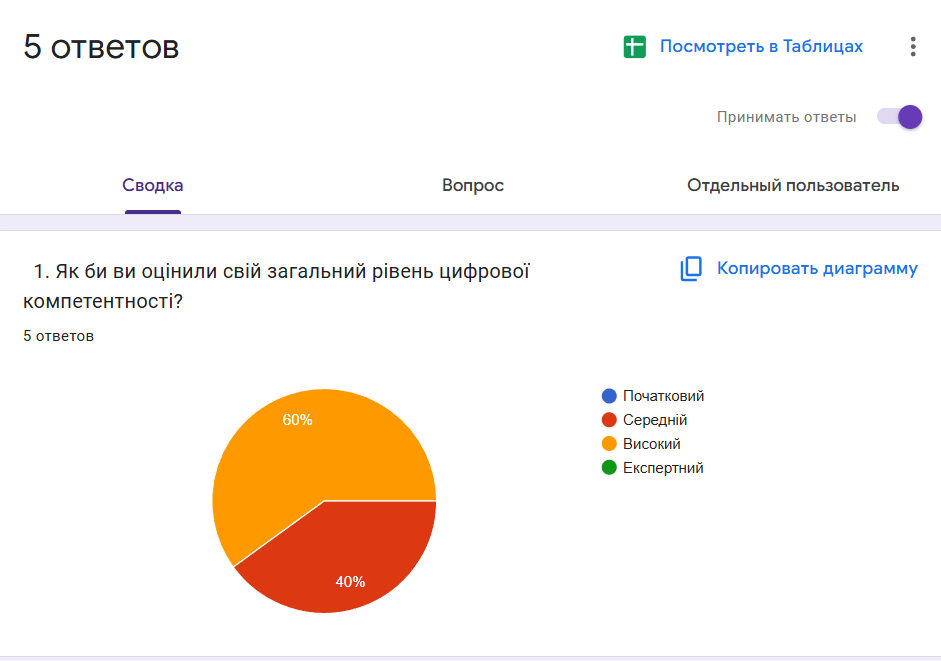 5 ответов
Посмотреть в Таблицах
Принимать ответы
Сводка
Вопрос
Отдельный пользователь
1. Як би ви оцінили свій загальний рівень цифрової
компетентності?
Копировать диаграмму
5 ответов
60%
40%
Початковий
Середній
Високий
Експертний